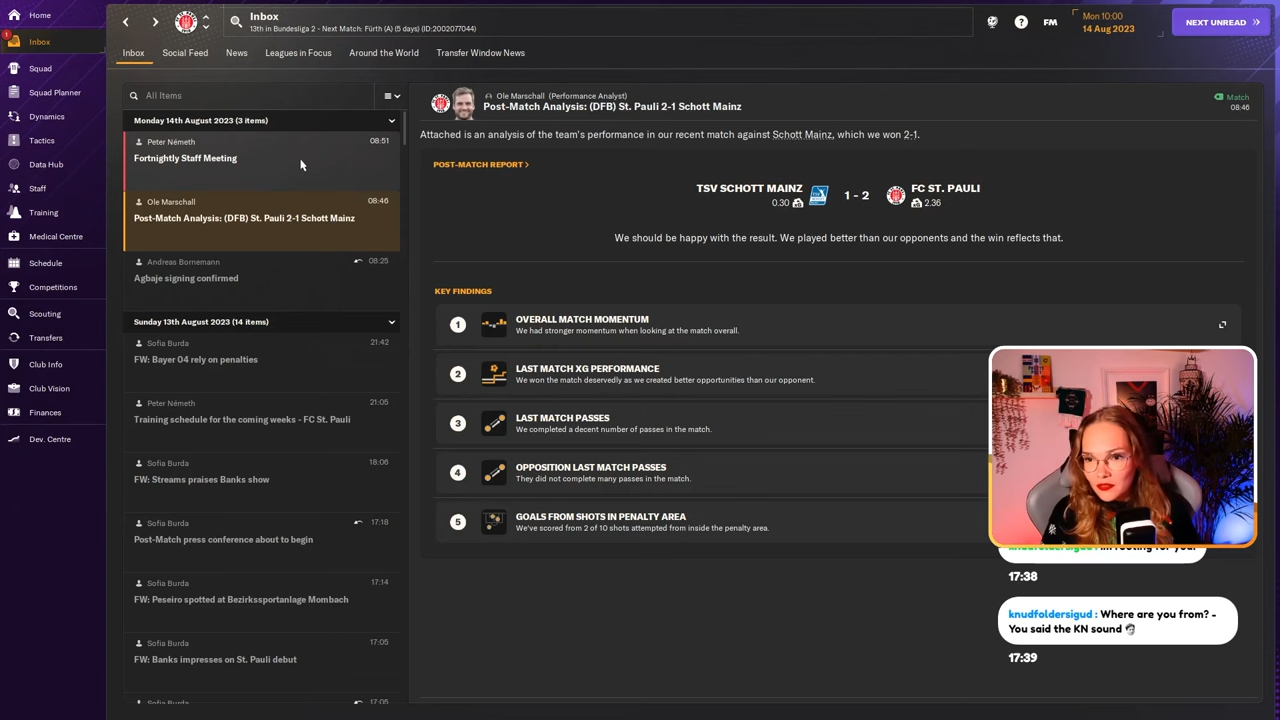 Home
1
Inbox
Squad
Squad Planner
Dynamics
Tactics
Data Hub
Staff
Training
Medical Centre
Schedule
Competitions
Scouting
Transfers
Club Info
Club Vision
Finances
Dev. Centre
Inbox
13th in Bundesliga 2 - Next Match: Fürth (A) (5 days) (ID:2002077044)
FM
Mon 10:00
14 Aug 2023
NEXT UNREAD
Inbox
Social Feed
News
Leagues in Focus
Around the World
Transfer Window News
All Items
Monday 14th August 2023 (3 items)
Peter Németh
08:51
Fortnightly Staff Meeting
Ole Marschall
08:46
Post-Match Analysis: (DFB) St. Pauli 2-1 Schott Mainz
Andreas Bornemann
08:25
Agbaje signing confirmed
Sunday 13th August 2023 (14 items)
Sofia Burda
21:42
FW: Bayer 04 rely on penalties
Peter Németh
21:05
Training schedule for the coming weeks - FC St. Pauli
Sofia Burda
18:06
FW: Streams praises Banks show
Sofia Burda
17:18
Post-Match press conference about to begin
Sofia Burda
17:14
FW: Peseiro spotted at Bezirkssportanlage Mombach
Sofia Burda
17:05
FW: Banks impresses on St. Pauli debut
Sofia Burda
17:05
Ole Marschall (Performance Analyst)
Post-Match Analysis: (DFB) St. Pauli 2-1 Schott Mainz
Match
08:46
Attached is an analysis of the team's performance in our recent match against Schott Mainz, which we won 2-1.
POST-MATCH REPORT >
TSV SCHOTT MAINZ
0.30
1 - 2
FC ST. PAULI
2.36
We should be happy with the result. We played better than our opponents and the win reflects that.
KEY FINDINGS
1
OVERALL MATCH MOMENTUM
We had stronger momentum when looking at the match overall.
2
LAST MATCH XG PERFORMANCE
We won the match deservedly as we created better opportunities than our opponent.
3
LAST MATCH PASSES
We completed a decent number of passes in the match.
4
OPPOSITION LAST MATCH PASSES
They did not complete many passes in the match.
5
GOALS FROM SHOTS IN PENALTY AREA
We've scored from 2 of 10 shots attempted from inside the penalty area.
knudfoldersigud : Im rooting for you!
17:38
knudfoldersigud : Where are you from? -
You said the KN sound
17:39